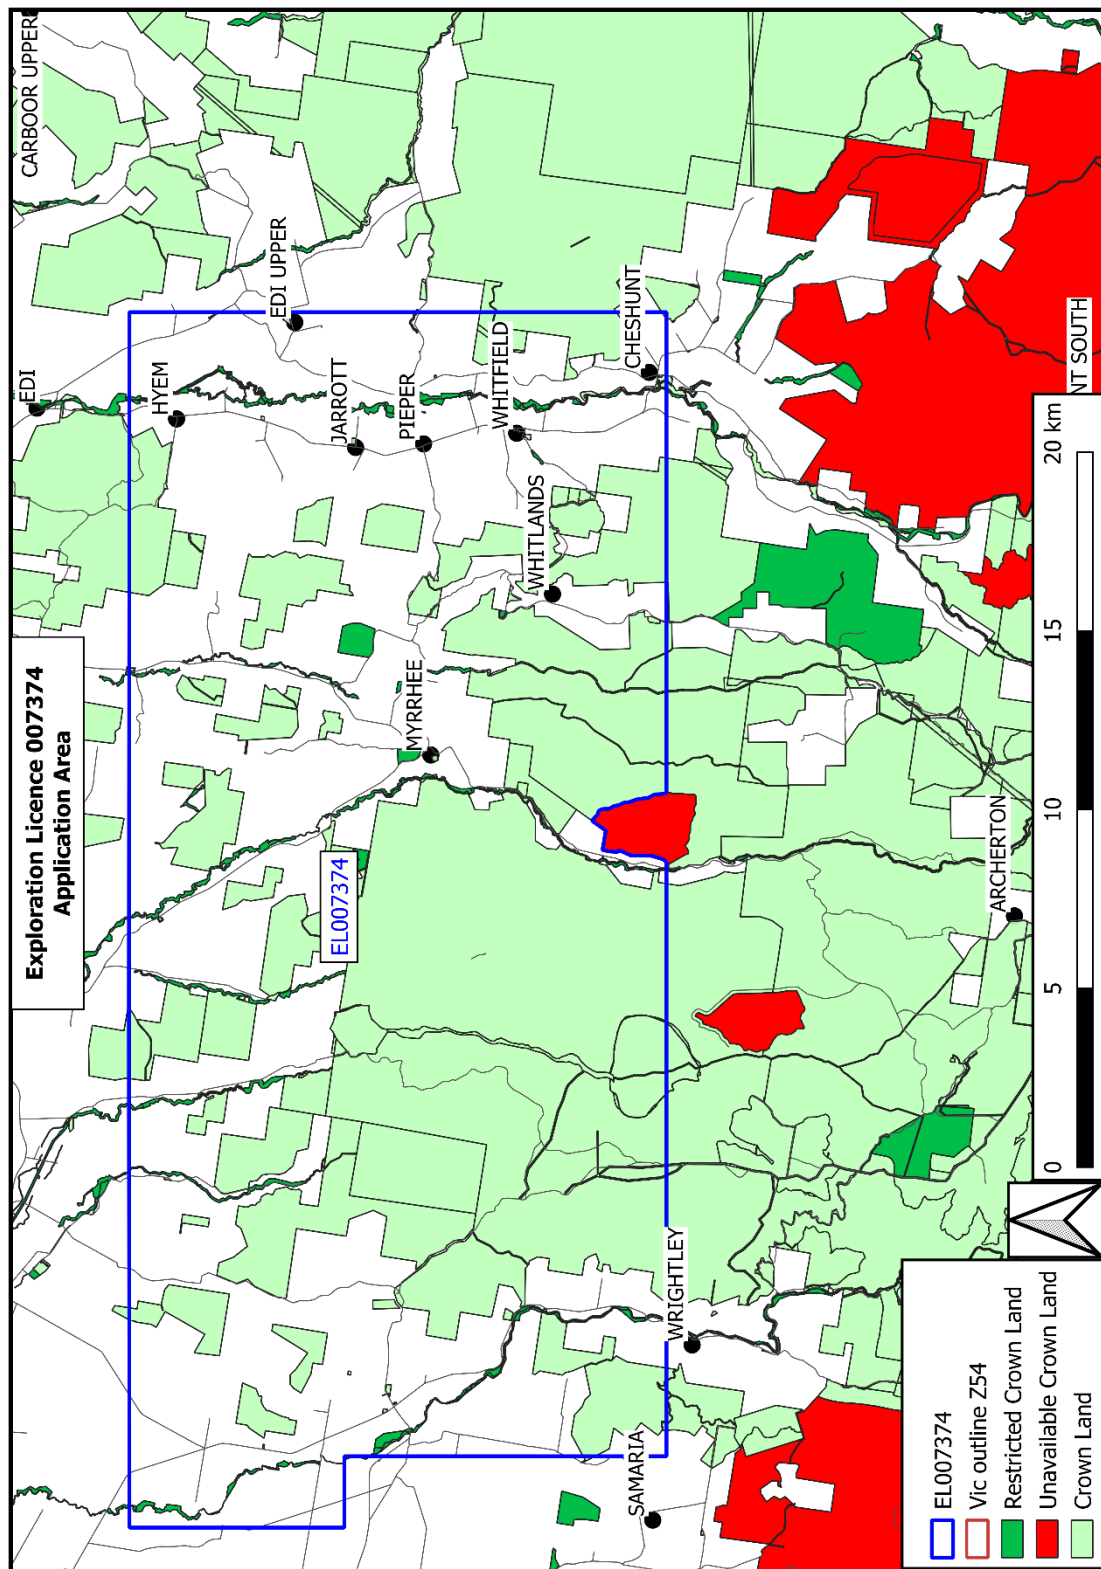 Exploration Licence 007374
Application Area
CARBOOR UPPER
EDI
HYEM
EDI UPPER
JARROTT
PIEPER
WHITFIELD
CHESHUNT
WHITLANDS
MYRRHEE
EL007374
ARCHERTON
WRIGHTLEY
SAMARIA
NT SOUTH
0 5 10 15 20 km
EL007374
Vic outline Z54
Restricted Crown Land
Unavailable Crown Land
Crown Land